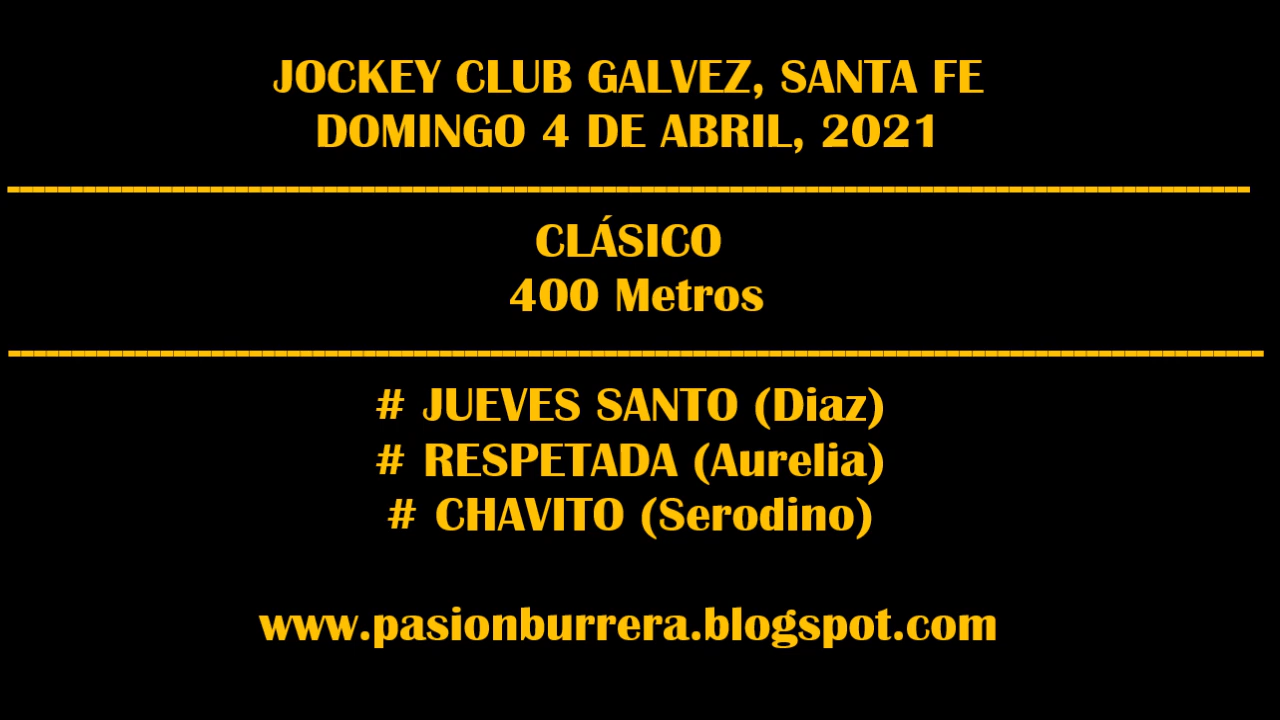 JOCKEY CLUB GALVEZ, SANTA FE
DOMINGO 4 DE ABRIL, 2021
CLÁSICO
400 Metros
# JUEVES SANTO (Diaz)
# RESPETADA (Aurelia)
# CHAVITO (Serodino)
www.pasionburrera.blogspot.com